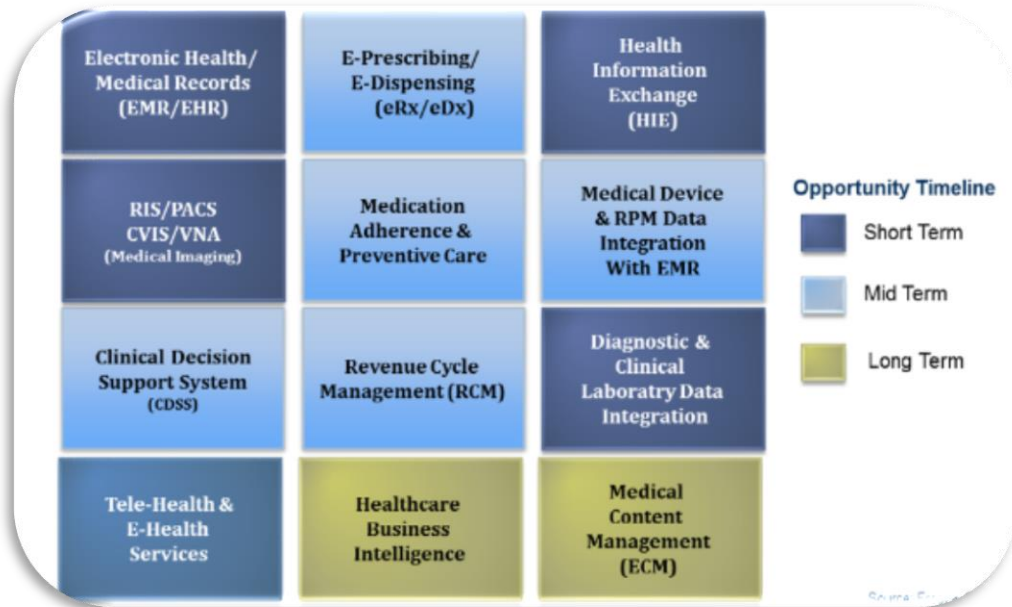 Electronic Health/
Medical Records
(EMR/EHR)
E-Prescribing/
E-Dispensing
(eRx/eDx)
Health
Information
Exchange
(HIE)
RIS/PACS
CVIS/VNA
(Medical Imaging)
Medication
Adherence &
Preventive Care
Medical Device
& RPM Data
Integration
With EMR
Clinical Decision
Support System
(CDSS)
Revenue Cycle
Management (RCM)
Diagnostic &
Clinical
Laboratry Data
Integration
Tele-Health &
E-Health
Services
Healthcare
Business
Intelligence
Medical
Content
Management
(ECM)
Opportunity Timeline
Short Term
Mid Term
Long Term
Source: